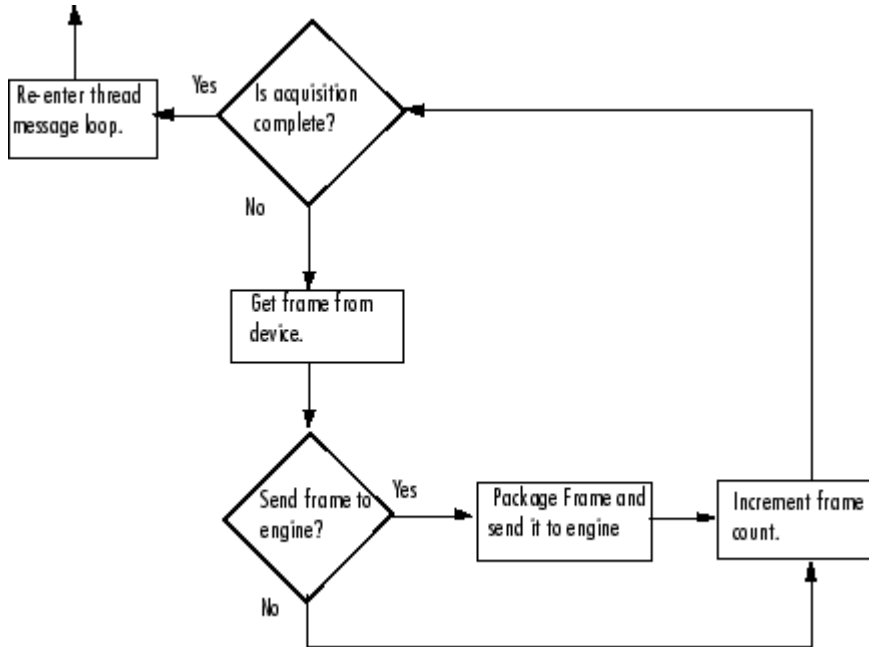 Yes
Re-enter thread
message loop.
Is acquisition
complete?
No
Get frame from
device.
Send frame to
engine?
Yes
Package Frame and
send it to engine
Increment frame
count.
No